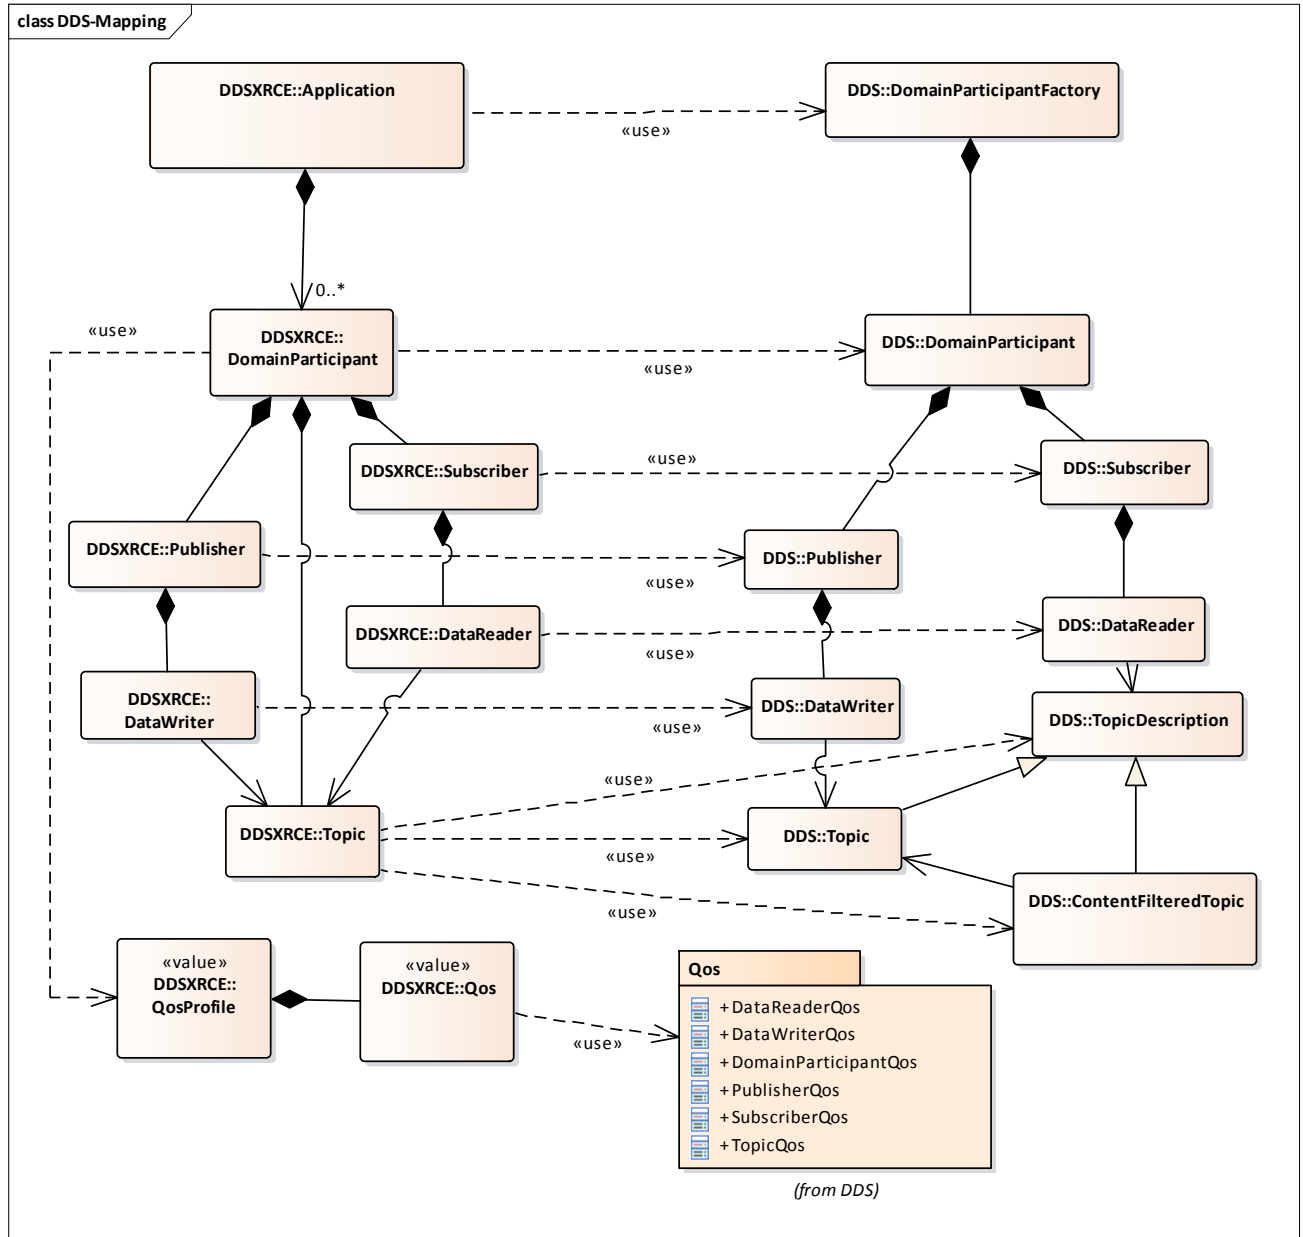 class DDS-Mapping
DDSXRCE::Application
DDS::DomainParticipantFactory
«use»
0..*
«use»
DDSXRCE::
DomainParticipant
DDS::DomainParticipant
«use»
DDSXRCE::Subscriber
«use»
DDS::Subscriber
DDSXRCE::Publisher
DDS::Publisher
«use»
DDSXRCE::DataReader
DDS::DataReader
«use»
DDSXRCE::
DataWriter
DDS::DataWriter
«use»
DDS::TopicDescription
«use»
DDSXRCE::Topic
DDS::Topic
«use»
DDS::ContentFilteredTopic
«use»
«value»
DDSXRCE::
QosProfile
«value»
DDSXRCE::Qos
«use»
Qos
+DataReaderQos
+DataWriterQos
+DomainParticipantQos
+PublisherQos
+SubscriberQos
+TopicQos
(from DDS)